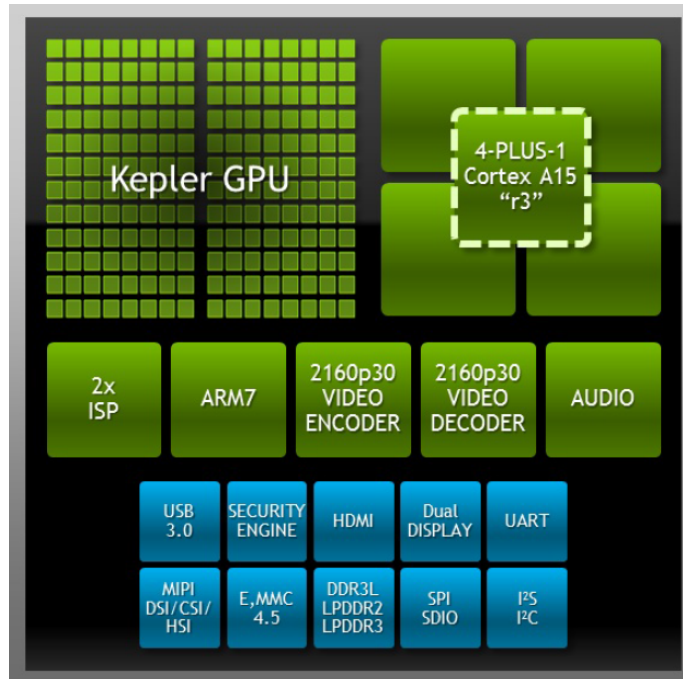 Kepler GPU
4-PLUS-1
Cortex A15
“r3”
2x
ISP
ARM7
2160p30
VIDEO
ENCODER
2160p30
VIDEO
DECODER
AUDIO
USB
3.0
SECURITY
ENGINE
HDMI
Dual
DISPLAY
UART
MIPI
DSI/CSI/
HSI
E,MMC
4.5
DDR3L
LPDDR2
LPDDR3
SPI
SDIO
I²S
I²C